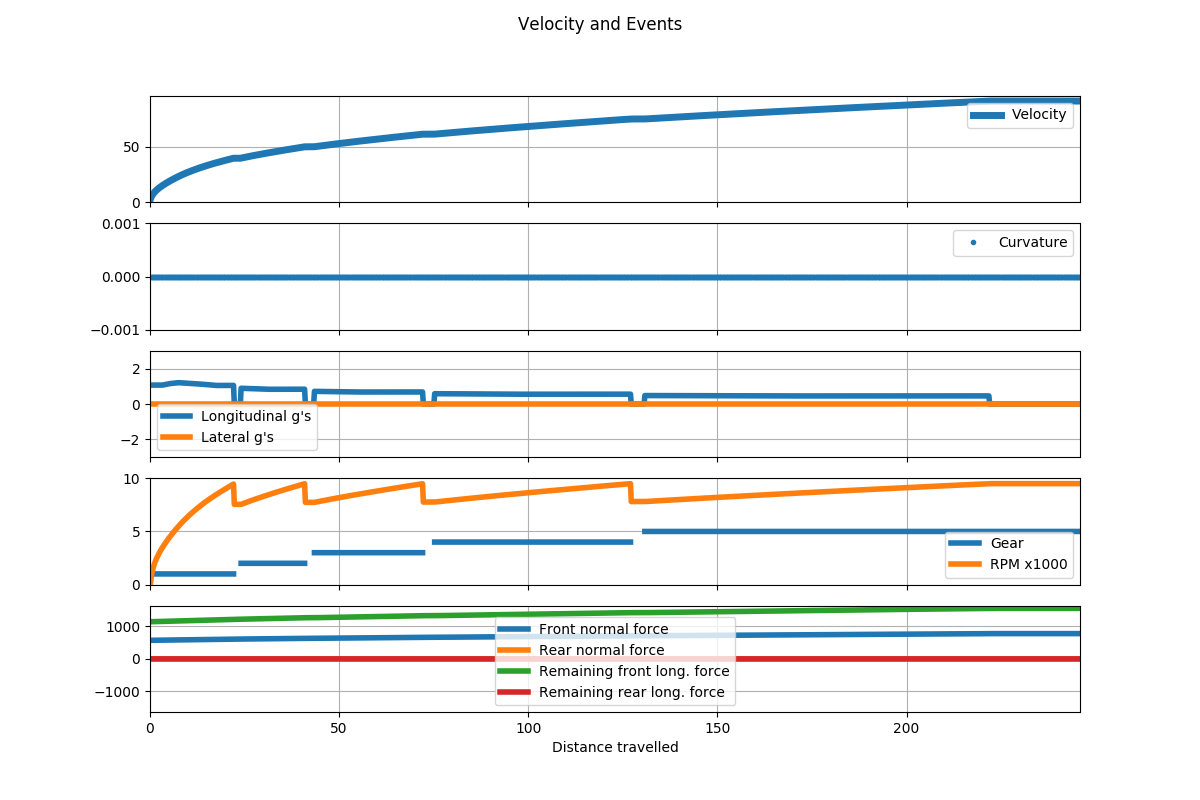 Velocity and Events
50
0
Velocity
0.001
0.000
−0.001
Curvature
2
0
−2
Longitudinal g's
Lateral g's
10
5
0
Gear
RPM x1000
1000
0
−1000
Front normal force
Rear normal force
Remaining front long. force
Remaining rear long. force
0 50 100 150 200
Distance travelled